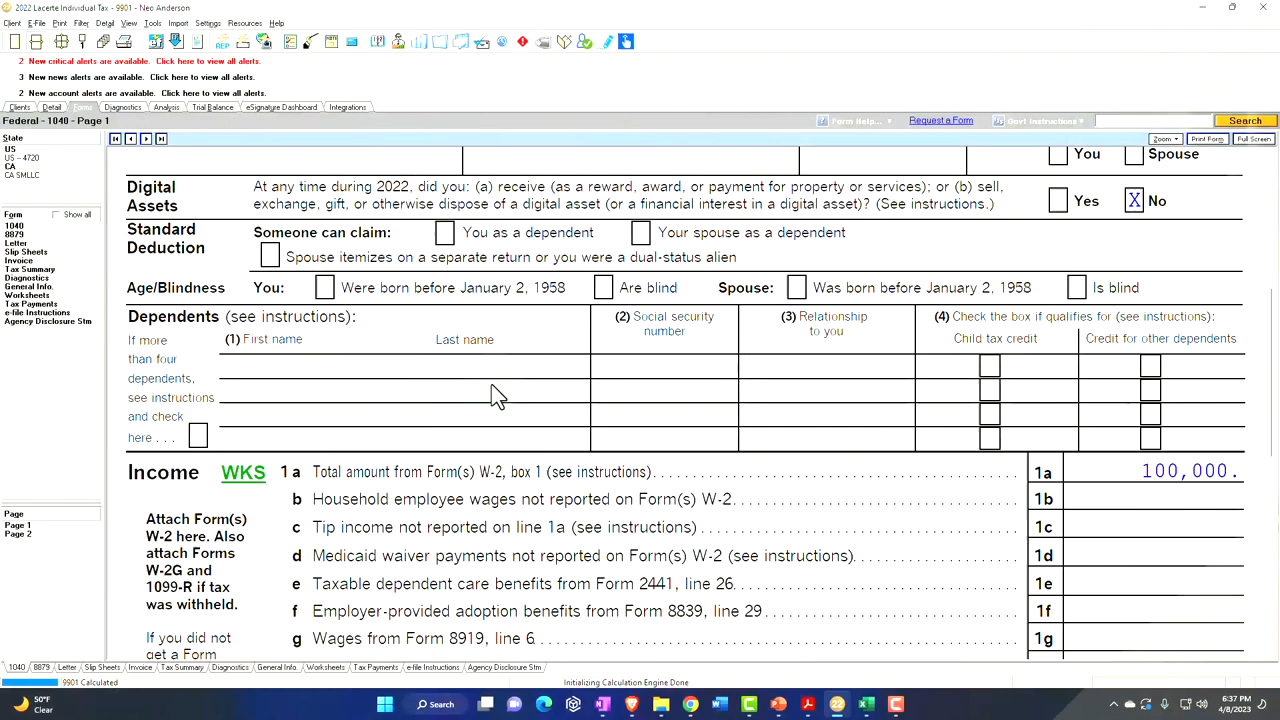 2022 Lacerte Individual Tax - 9901 - Neo Anderson
Client E-File Print Filter Detail View Tools Import Settings Resources Help
2 New critical alerts are available. Click here to view all alerts.
3 New news alerts are available. Click here to view all alerts.
2 New account alerts are available. Click here to view all alerts.
Clients Detail Forms Diagnostics Analysis Trial Balance eSignature Dashboard Integrations
Federal - 1040 - Page 1 Form Help... Request a Form Govt Instructions Search
Zoom Print Form Full Screen
State
US
US - 4720
CA
CA SMLLC
Form Show all
1040
8879
Letter
Slip Sheets
Invoice
Tax Summary
Diagnostics
General Info.
Worksheets
Tax Payments
e-file Instructions
Agency Disclosure Stm
Page
Page 1
Page 2
You Spouse
Digital Assets
At any time during 2022, did you: (a) receive (as a reward, award, or payment for property or services); or (b) sell,
exchange, gift, or otherwise dispose of a digital asset (or a financial interest in a digital asset)? (See instructions.)
Yes X No
Standard Deduction
Someone can claim: You as a dependent Your spouse as a dependent
Spouse itemizes on a separate return or you were a dual-status alien
Age/Blindness You: Were born before January 2, 1958 Are blind Spouse: Was born before January 2, 1958 Is blind
Dependents (see instructions):
(1) First name Last name
(2) Social security number
(3) Relationship to you
(4) Check the box if qualifies for (see instructions):
Child tax credit Credit for other dependents
If more
than four
dependents,
see instructions
and check
here . . .
Income WKS 1 a Total amount from Form(s) W-2, box 1 (see instructions) 1a 100,000.
b Household employee wages not reported on Form(s) W-2 1b
c Tip income not reported on line 1a (see instructions) 1c
d Medicaid waiver payments not reported on Form(s) W-2 (see instructions) 1d
e Taxable dependent care benefits from Form 2441, line 26 1e
f Employer-provided adoption benefits from Form 8839, line 29 1f
g Wages from Form 8919, line 6 1g
Attach Form(s)
W-2 here. Also
attach Forms
W-2G and
1099-R if tax
was withheld.
If you did not
get a Form
1040 8879 Letter Slip Sheets Invoice Tax Summary Diagnostics General Info. Worksheets Tax Payments e-file Instructions Agency Disclosure Stm
9901 Calculated Initializing Calculation Engine Done
50°F
Clear
Search
6:37 PM
4/8/2023